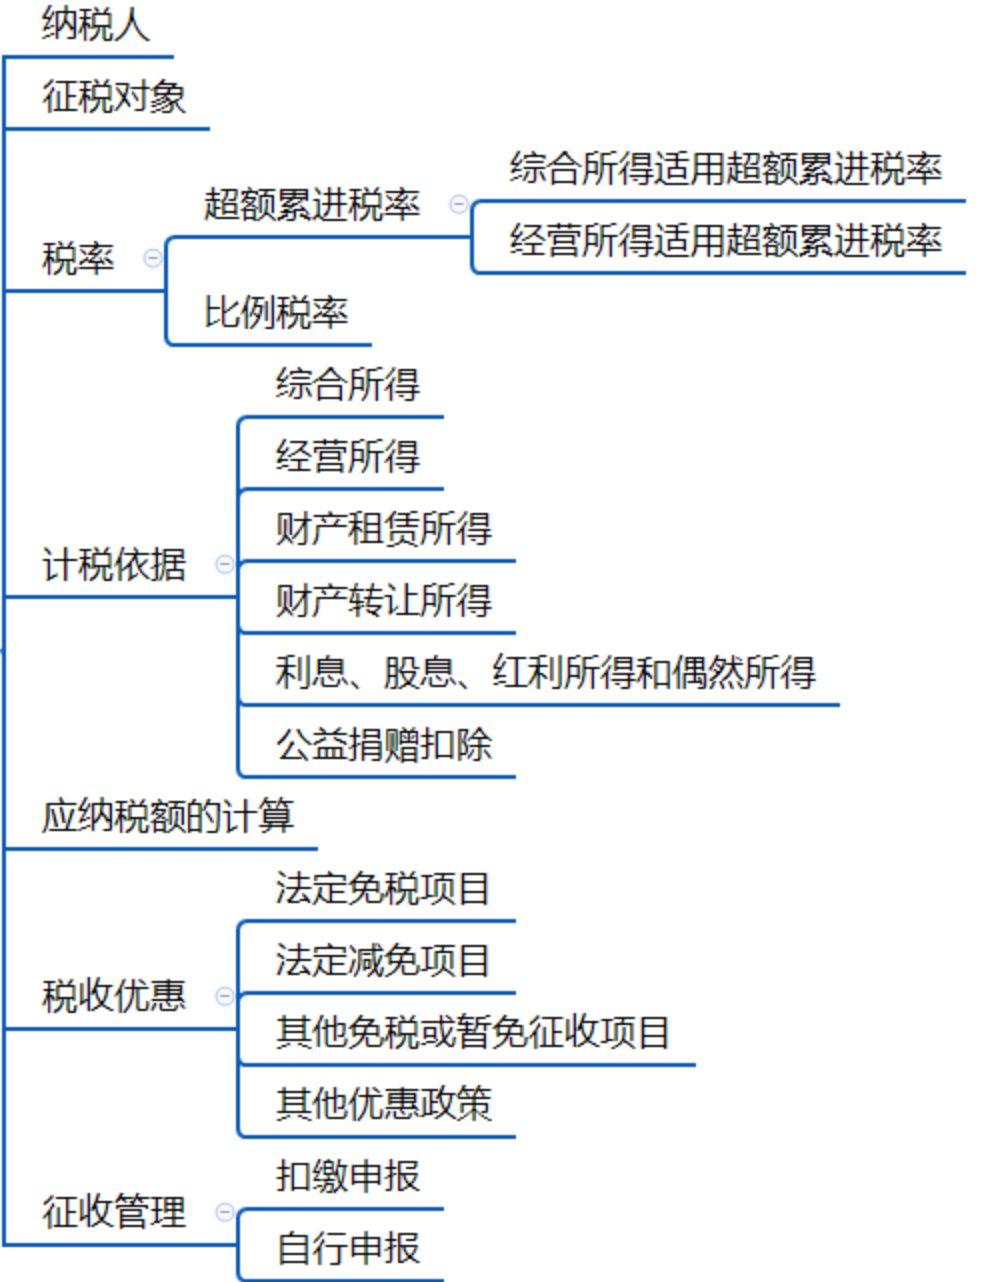 纳税人
征税对象
税率
超额累进税率
综合所得适用超额累进税率
经营所得适用超额累进税率
比例税率
计税依据
综合所得
经营所得
财产租赁所得
财产转让所得
利息、股息、红利所得和偶然所得
公益捐赠扣除
应纳税额的计算
税收优惠
法定免税项目
法定减免项目
其他免税或暂免征收项目
其他优惠政策
征收管理
扣缴申报
自行申报